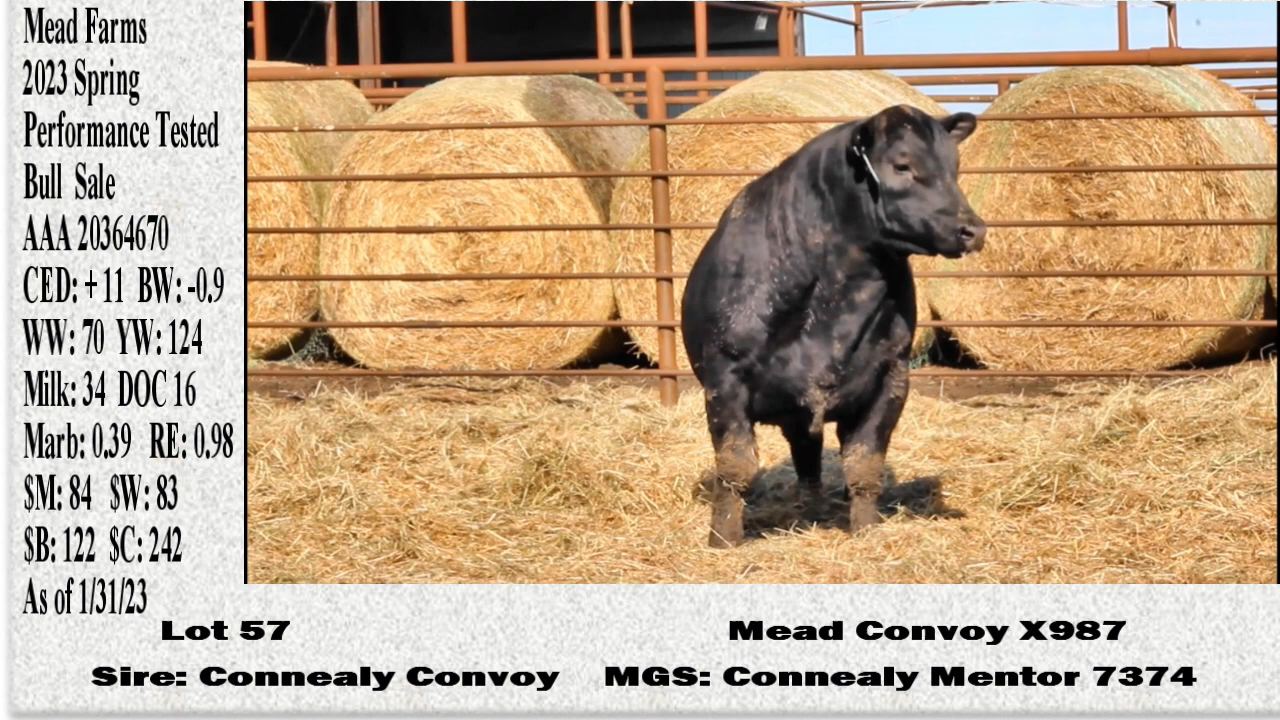 Mead Farms
2023 Spring
Performance Tested
Bull Sale
AAA 20364670
CED: +11 BW: -0.9
WW: 70 YW: 124
Milk: 34 DOC 16
Marb: 0.39 RE: 0.98
$M: 84 $W: 83
$B: 122 $C: 242
As of 1/31/23
Lot 57 Mead Convoy X987
Sire: Connealy Convoy MGS: Connealy Mentor 7374